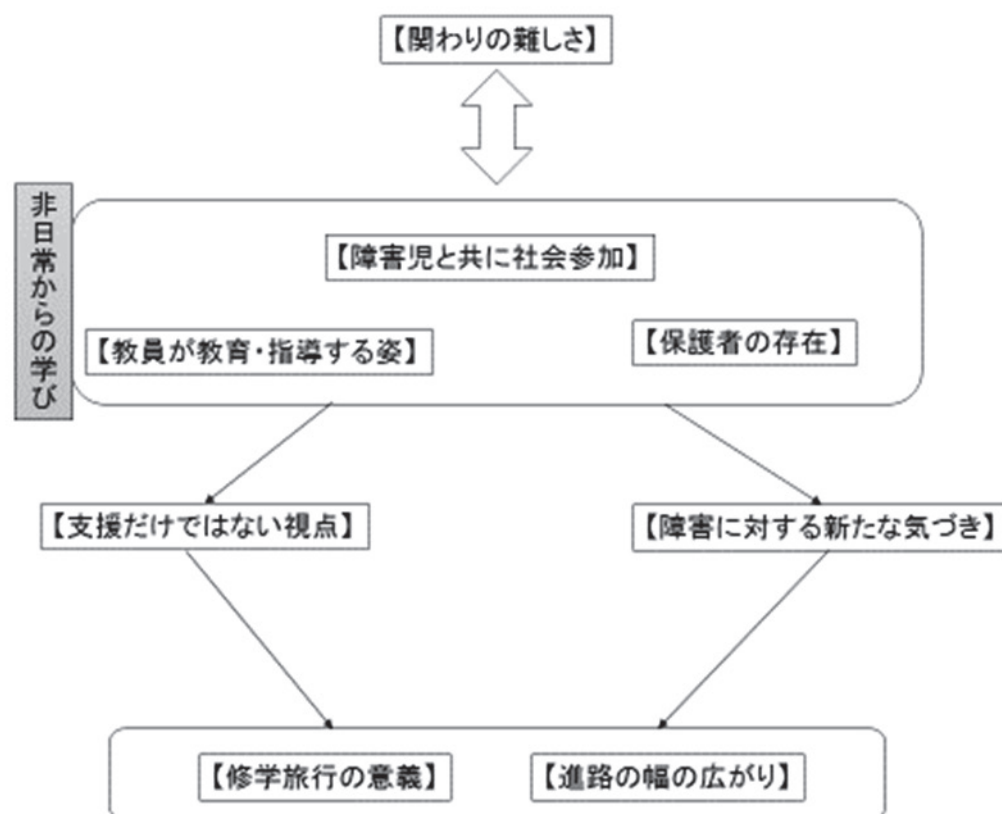 【関わりの難しさ】
非日常からの学び
【障害児と共に社会参加】
【教員が教育・指導する姿】
【保護者の存在】
【支援だけではない視点】
【障害に対する新たな気づき】
【修学旅行の意義】
【進路の幅の広がり】